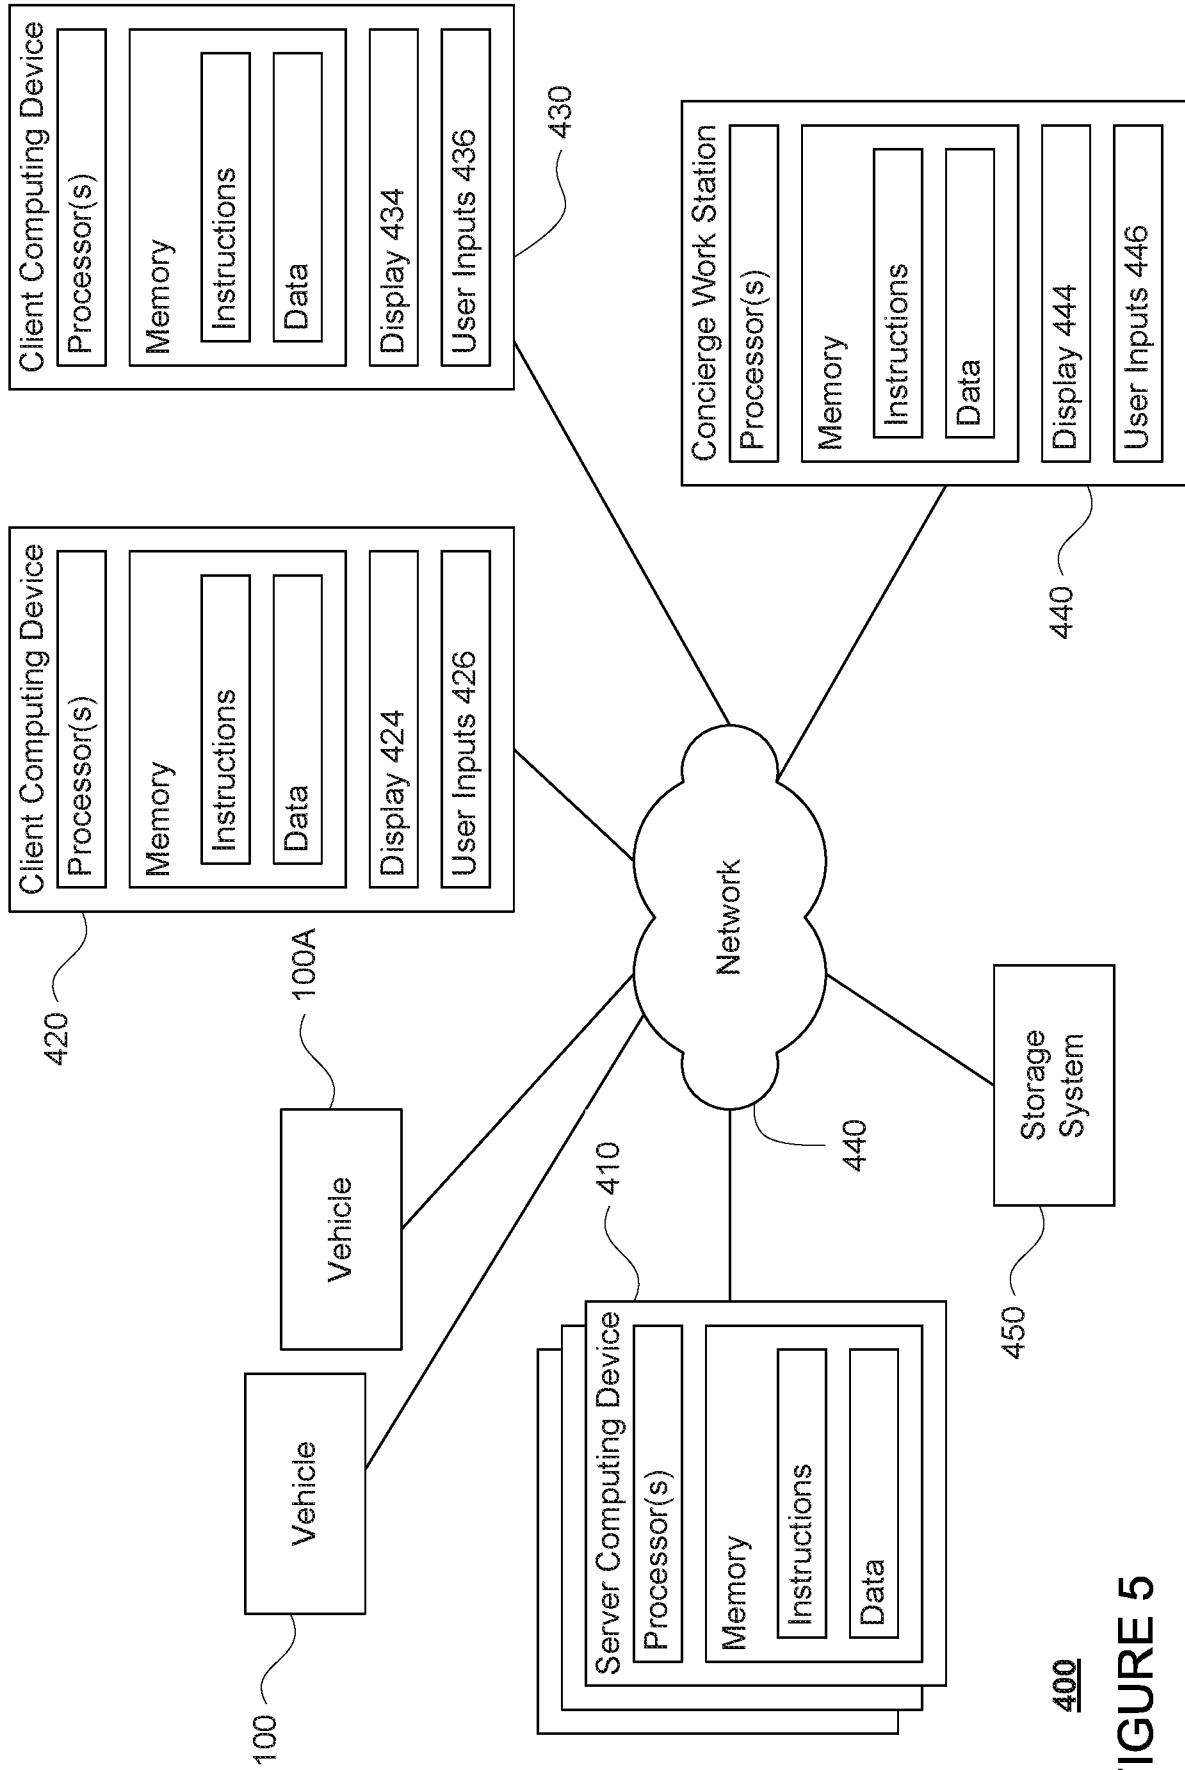 Client Computing Device
Processor(s)
Memory
Instructions
Data
Display 424
User Inputs 426
420
Client Computing Device
Processor(s)
Memory
Instructions
Data
Display 434
User Inputs 436
430
Vehicle
100
Vehicle
100A
Network
440
Server Computing Device
Processor(s)
Memory
Instructions
Data
410
Storage
System
450
Concierge Work Station
Processor(s)
Memory
Instructions
Data
Display 444
User Inputs 446
440
400
IGURE 5